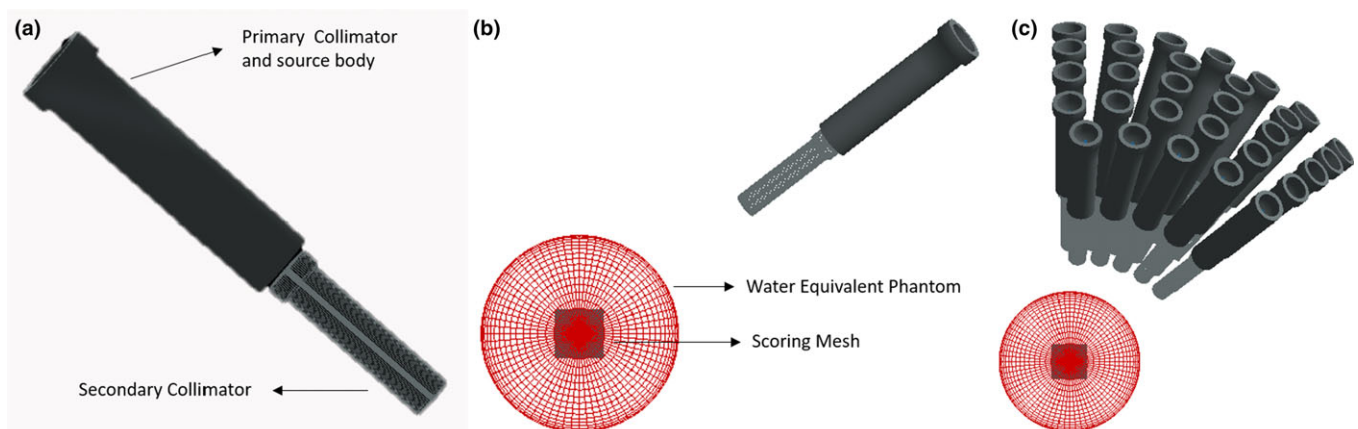 (a)
Primary Collimator
and source body
Secondary Collimator
(b)
Water Equivalent Phantom
Scoring Mesh
(c)